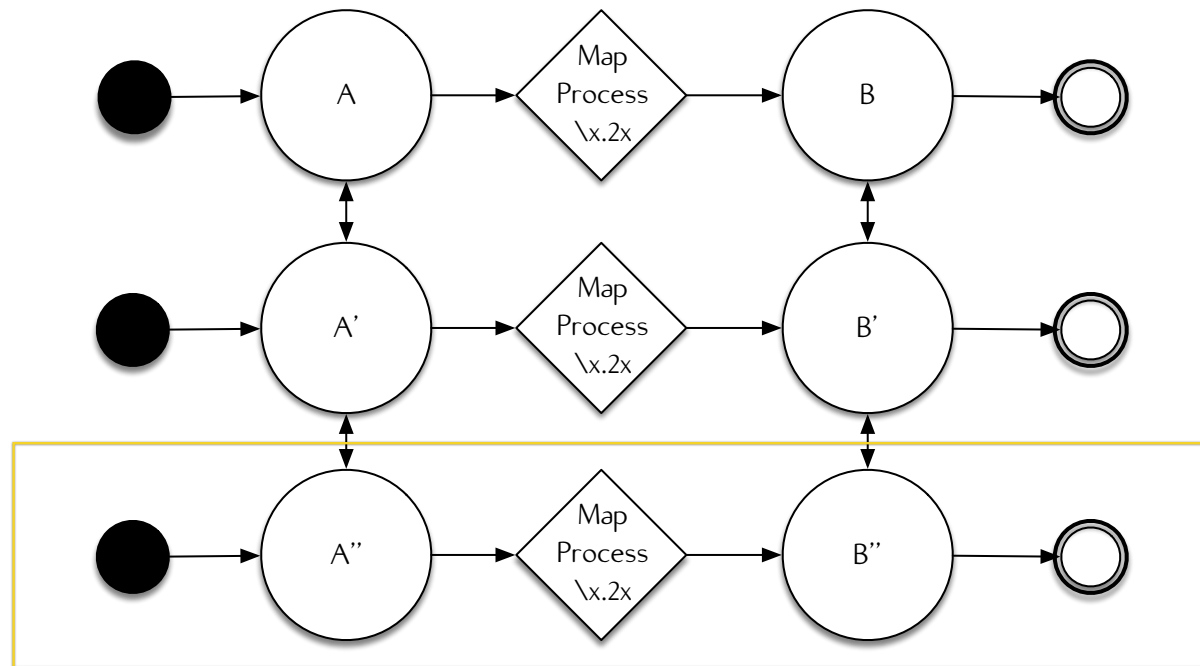 A
Map
Process
\x.2x
B
A'
Map
Process
\x.2x
B'
A''
Map
Process
\x.2x
B''